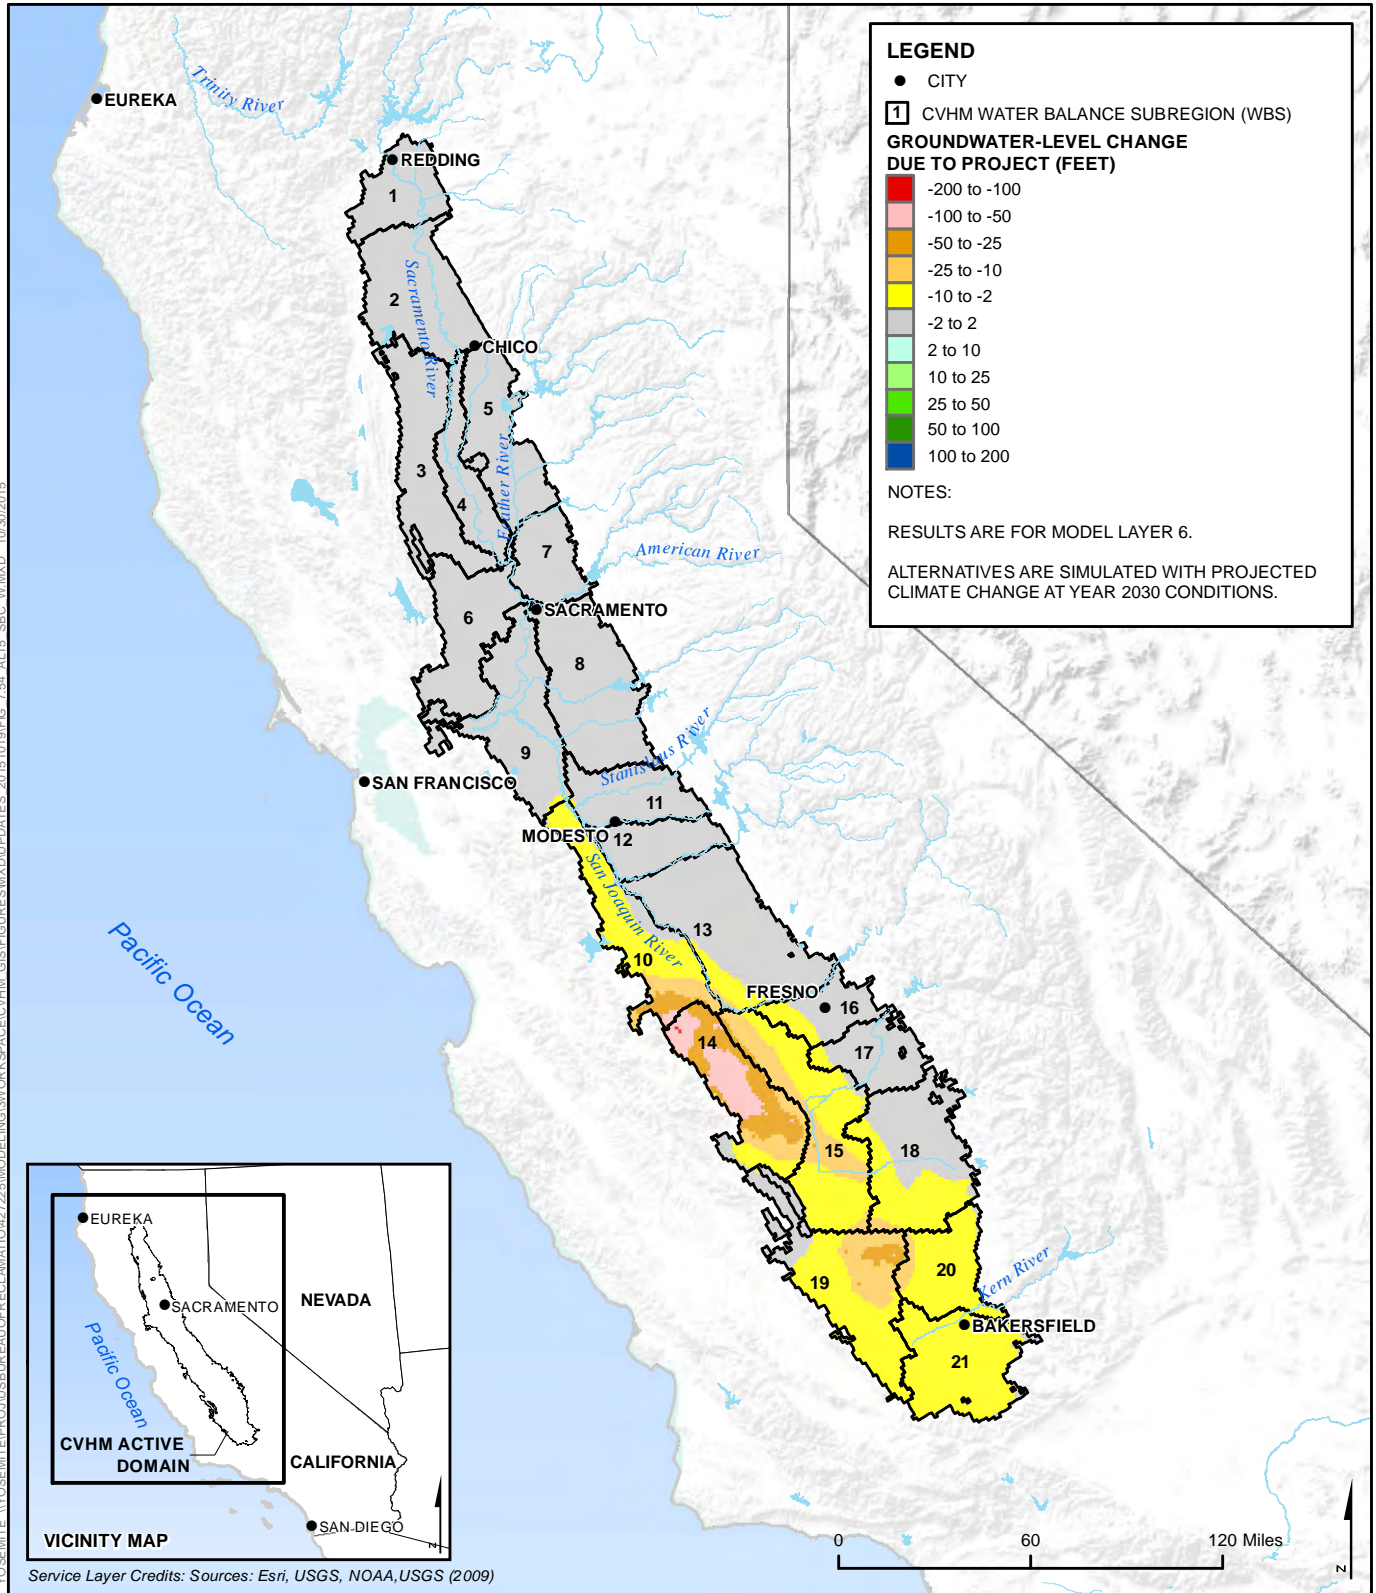 LEGEND
CITY
1 CVHM WATER BALANCE SUBREGION (WBS)
GROUNDWATER-LEVEL CHANGE
DUE TO PROJECT (FEET)
-200 to -100
-100 to -50
-50 to -25
-25 to -10
-10 to -2
-2 to 2
2 to 10
10 to 25
25 to 50
50 to 100
100 to 200
NOTES:
RESULTS ARE FOR MODEL LAYER 6.
ALTERNATIVES ARE SIMULATED WITH PROJECTED
CLIMATE CHANGE AT YEAR 2030 CONDITIONS.
EUREKA
Trinity River
REDDING
1
2
Sacramento River
CHICO
5
3
4
Feather River
7
American River
6
SACRAMENTO
8
9
Stanislaus River
SAN FRANCISCO
11
MODESTO
12
San Joaquin River
13
10
Pacific Ocean
FRESNO
16
14
17
15
18
19
20
Kern River
BAKERSFIELD
21
EUREKA
SACRAMENTO
NEVADA
Pacific Ocean
CVHM ACTIVE
DOMAIN
CALIFORNIA
SAN DIEGO
VICINITY MAP
N
0 60 120 Miles
N
Service Layer Credits: Sources: Esri, USGS, NOAA,USGS (2009)